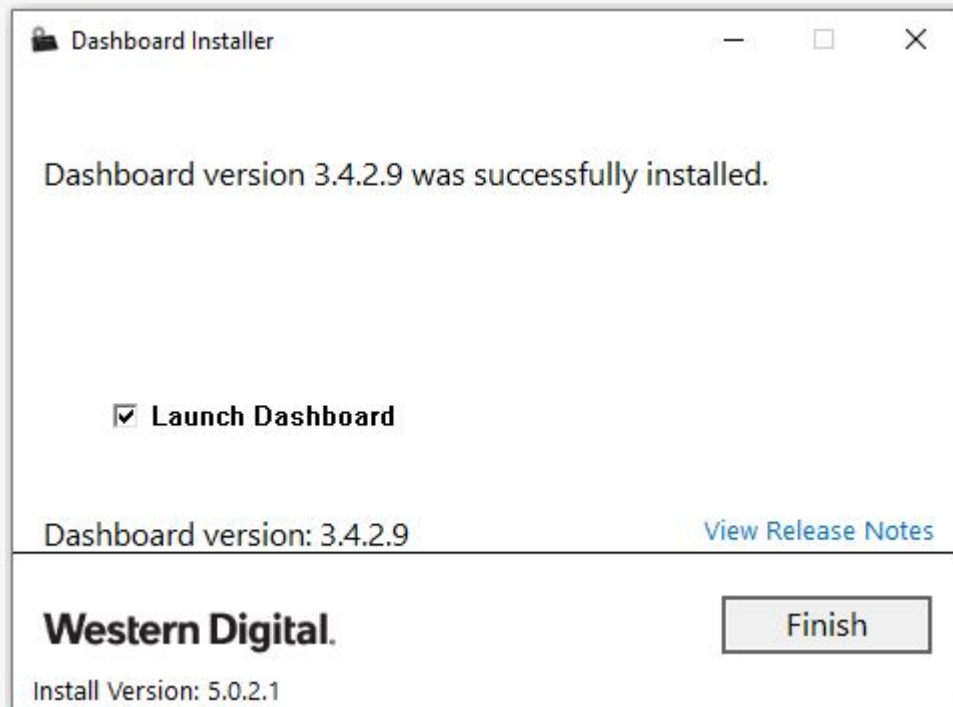 Dashboard Installer
Dashboard version 3.4.2.9 was successfully installed.
Launch Dashboard
Dashboard version: 3.4.2.9
View Release Notes
Western Digital.
Finish
Install Version: 5.0.2.1